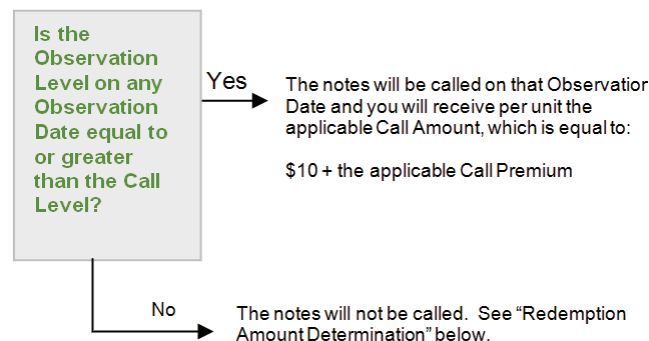 Is the
Observation
Level on any
Observation
Date equal to
or greater
than the Call
Level?
Yes
The notes will be called on that Observation
Date and you will receive per unit the
applicable Call Amount, which is equal to:
$10 + the applicable Call Premium
No
The notes will not be called. See “Redemption
Amount Determination” below.